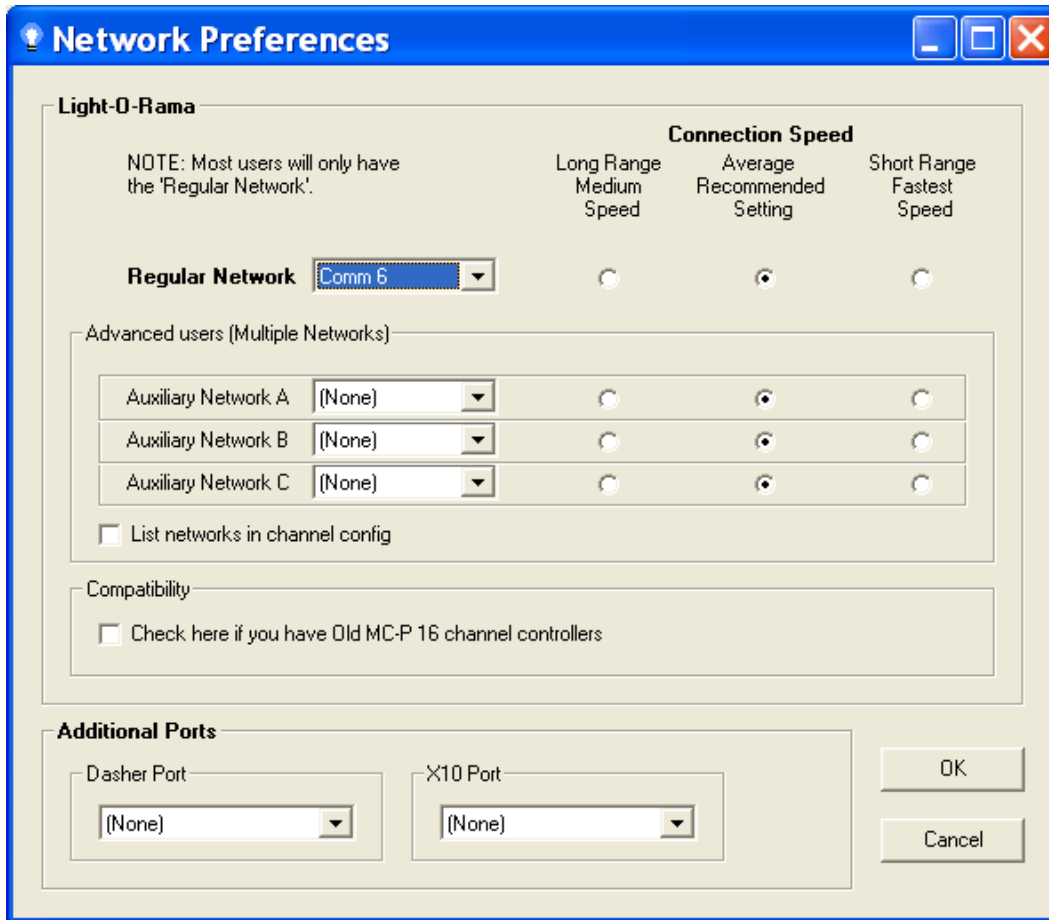 Network Preferences
Light-O-Rama
Connection Speed
NOTE: Most users will only have
the 'Regular Network'.
Long Range
Medium
Speed
Average
Recommended
Setting
Short Range
Fastest
Speed
Regular Network Comm 6
Advanced users (Multiple Networks)
Auxiliary Network A (None)
Auxiliary Network B (None)
Auxiliary Network C (None)
List networks in channel config
Compatibility
Check here if you have Old MC-P 16 channel controllers
Additional Ports
Dasher Port
(None)
X10 Port
(None)
OK
Cancel